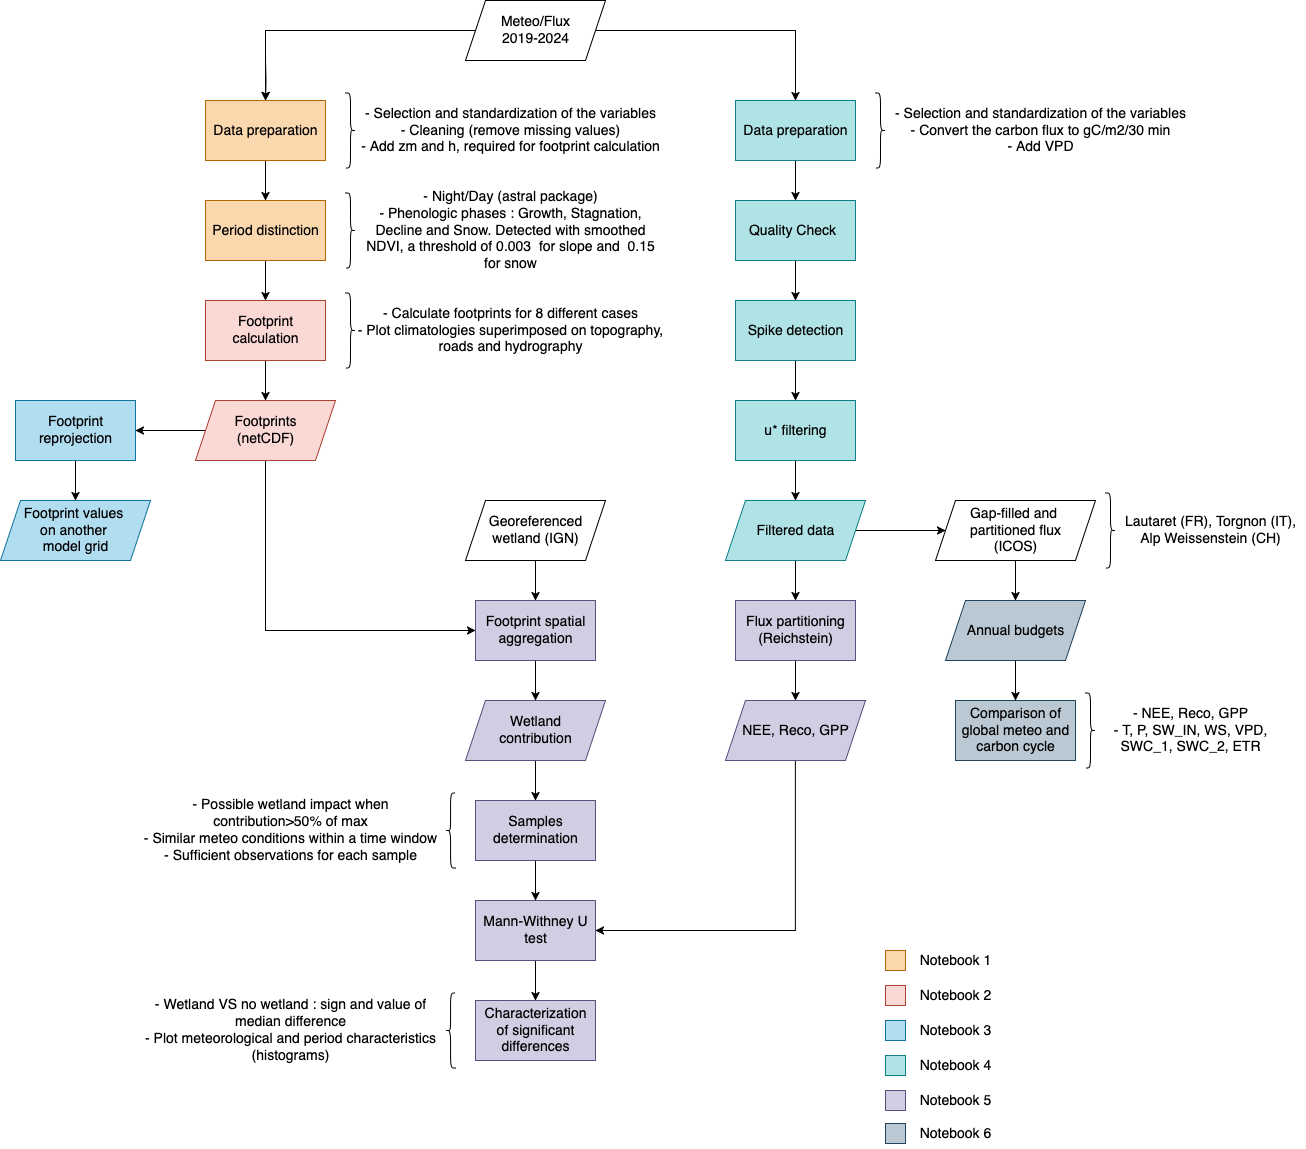 Meteo/Flux
2019-2024
Data preparation
- Selection and standardization of the variables
- Cleaning (remove missing values)
- Add zm and h, required for footprint calculation
Data preparation
- Selection and standardization of the variables
- Convert the carbon flux to gC/m2/30 min
- Add VPD
Period distinction
- Night/Day (astral package)
- Phenologic phases : Growth, Stagnation,
Decline and Snow. Detected with smoothed
NDVI, a threshold of 0.003 for slope and 0.15
for snow
Quality Check
Footprint
calculation
- Calculate footprints for 8 different cases
- Plot climatologies superimposed on topography,
roads and hydrography
Spike detection
Footprint
reprojection
Footprints
(netCDF)
u* filtering
Footprint values
on another
model grid
Georeferenced
wetland (IGN)
Filtered data
Gap-filled and
partitioned flux
(ICOS)
Lautaret (FR), Torgnon (IT),
Alp Weissenstein (CH)
Footprint spatial
aggregation
Flux partitioning
(Reichstein)
Annual budgets
Wetland
contribution
NEE, Reco, GPP
Comparison of
global meteo and
carbon cycle
- NEE, Reco, GPP
- T, P, SW_IN, WS, VPD,
SWC_1, SWC_2, ETR
- Possible wetland impact when
contribution>50% of max
- Similar meteo conditions within a time window
- Sufficient observations for each sample
Samples
determination
Mann-Withney U
test
- Wetland VS no wetland : sign and value of
median difference
- Plot meteorological and period characteristics
(histograms)
Characterization
of significant
differences
Notebook 1
Notebook 2
Notebook 3
Notebook 4
Notebook 5
Notebook 6